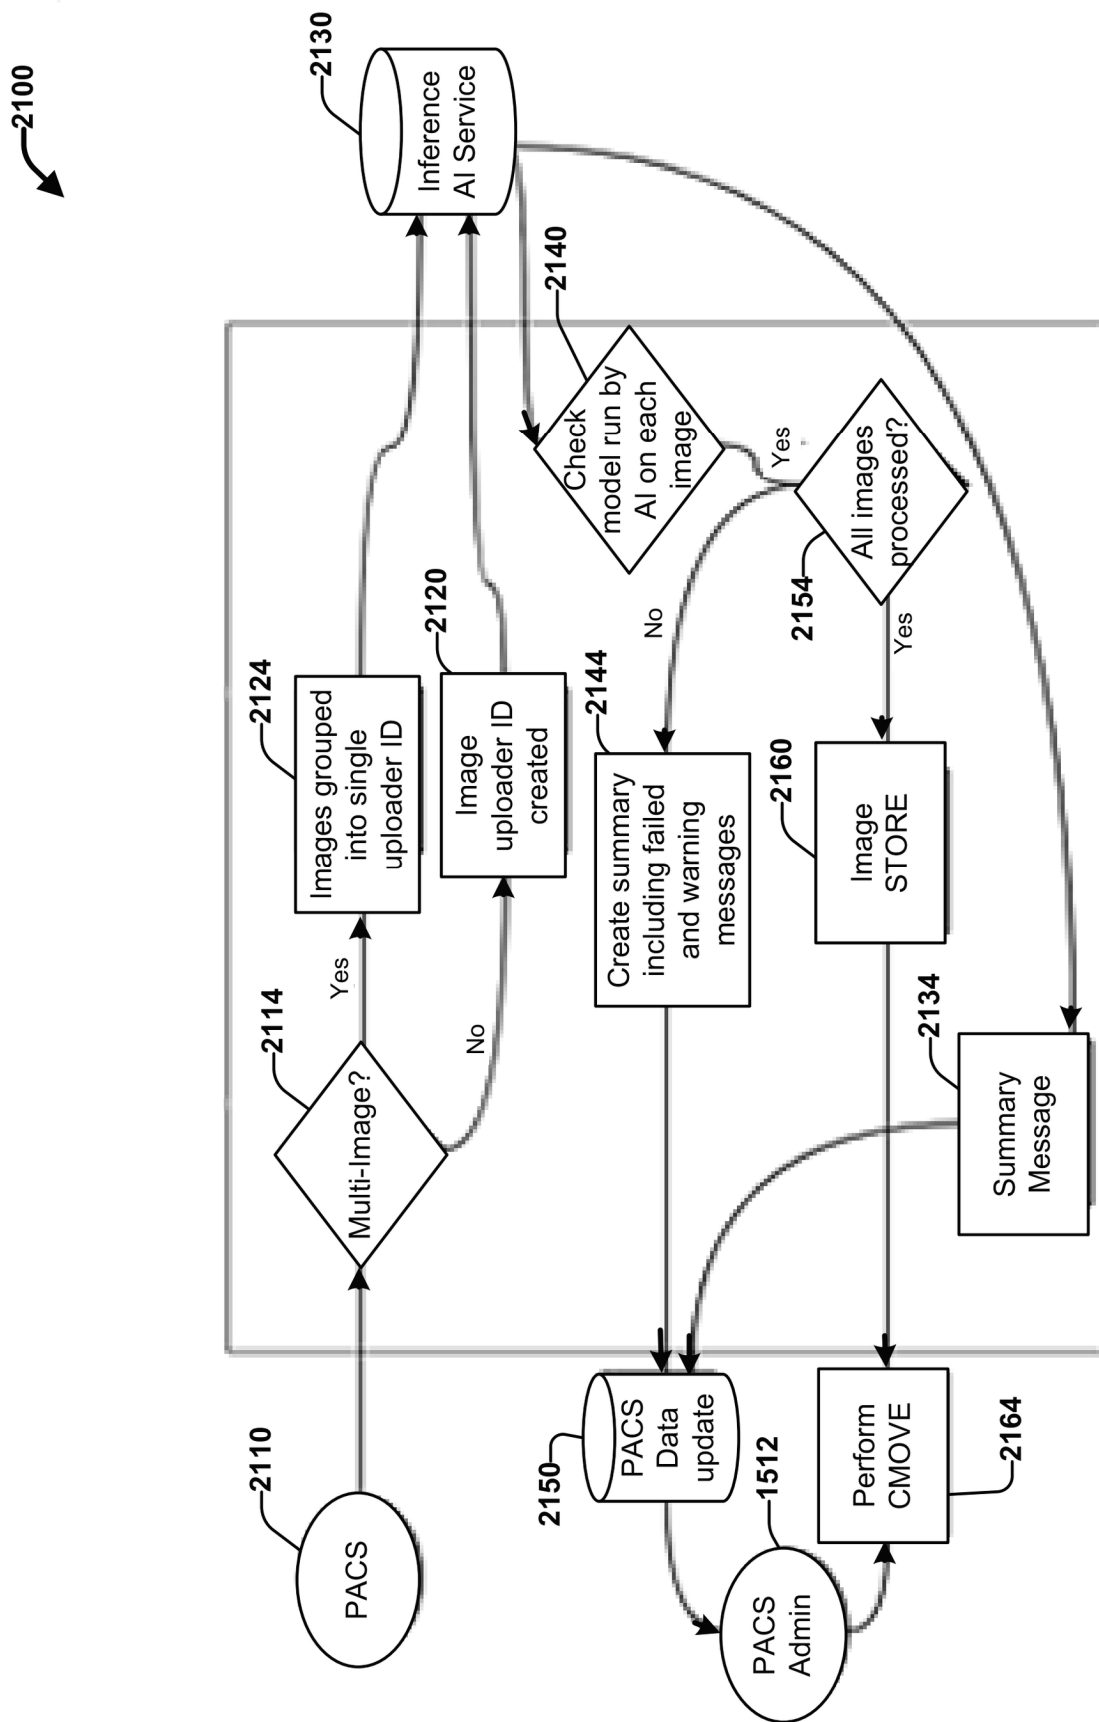 2100
2110
PACS
2114
Multi-Image?
Yes
No
2124
Images grouped
into single
uploader ID
2120
Image
uploader ID
created
2130
Inference
AI Service
2140
Check
model run by
AI on each
image
Yes
2154
All images
processed?
No
Yes
2144
Create summary
including failed
and warning
messages
2160
Image
STORE
2134
Summary
Message
2150
PACS
Data
update
1512
PACS
Admin
Perform
CMOVE
2164